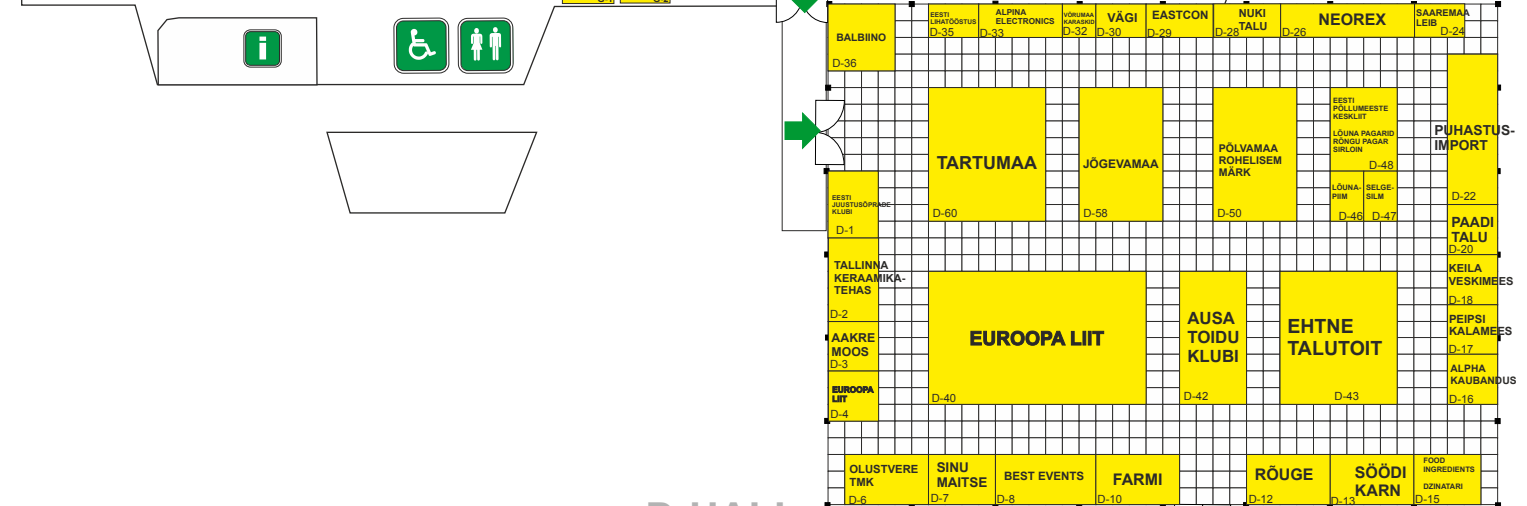 BALBIINO
D-36
EESTI
LIHATÖÖSTUS
D-35
ALPINA
ELECTRONICS
D-33
VÕRUMAA
KARASKID
D-32
VÄGI
D-30
EASTCON
D-29
NUKI
TALU
D-28
NEOREX
D-26
SAAREMAA
LEIB
D-24
i
TARTUMAA
D-60
JÕGEVAMAA
D-58
PÕLVAMAA
ROHELISEM
MÄRK
D-50
EESTI
PÕLLUMEESTE
KESKLIIT
LÕUNA PAGARID
RÕNGU PAGAR
SIRLOIN
D-48
LÕUNA-
PIIM
D-46
SELGE-
SILM
D-47
PUHASTUS-
IMPORT
D-22
EESTI
JUUSTUSÕPRADE
KLUBI
D-1
PAADI
TALU
D-20
TALLINNA
KERAAMIKA-
TEHAS
D-2
KEILA
VESKIMEES
D-18
AAKRE
MOOS
D-3
EUROOPA
LIIT
D-4
EUROOPA LIIT
D-40
AUSA
TOIDU
KLUBI
D-42
EHTNE
TALUTOIT
D-43
PEIPSI
KALAMEES
D-17
ALPHA
KAUBANDUS
D-16
OLUSTVERE
TMK
D-6
SINU
MAITSE
D-7
BEST EVENTS
D-8
FARMI
D-10
RÕUGE
D-12
SÖÖDI
KARN
D-13
FOOD
INGREDIENTS
DZINATARI
D-15